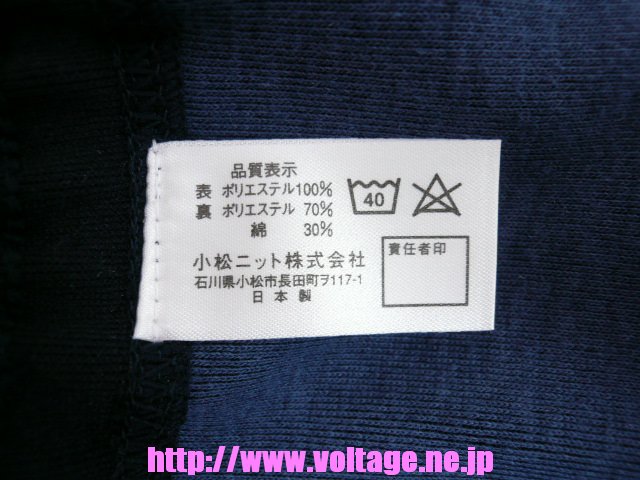 品質表示
表 ポリエステル100%
裏 ポリエステル 70%
綿 30%
40
責任者印
小松ニット株式会社
石川県小松市長田町ヲ117-1
日本製
http://www.voltage.ne.jp